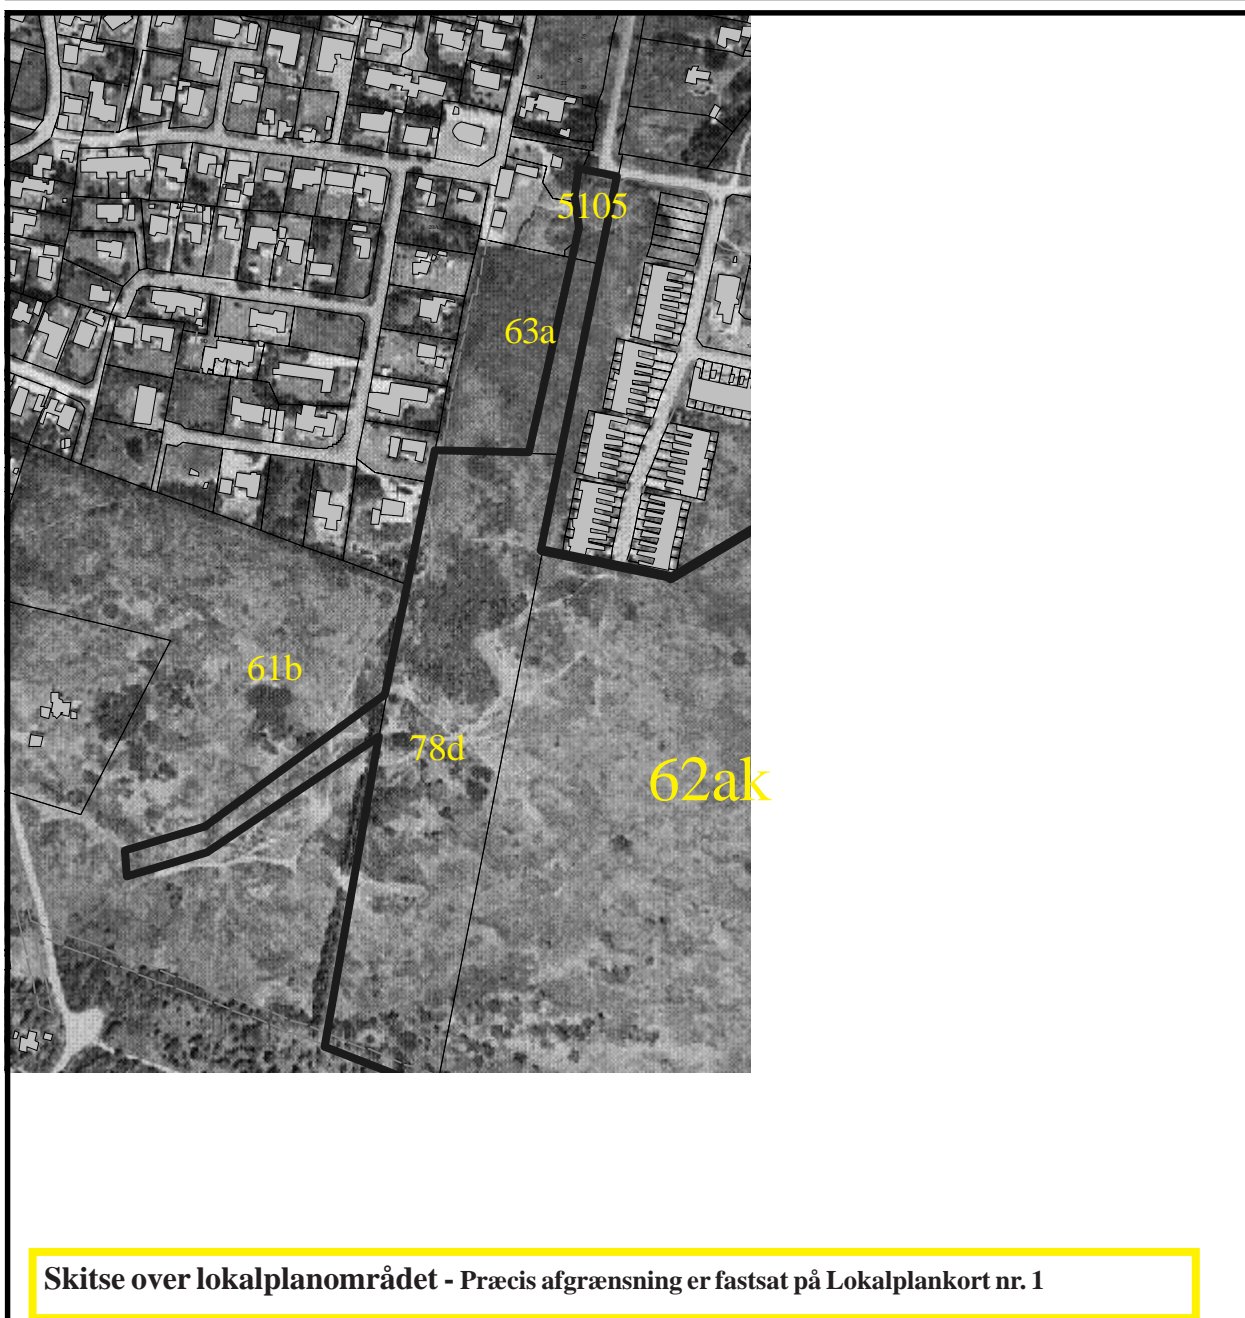 5105
63a
61b
78d
62ak
Skitse over lokalplanområdet - Præcis afgrænsning er fastsat på Lokalplankort nr. 1